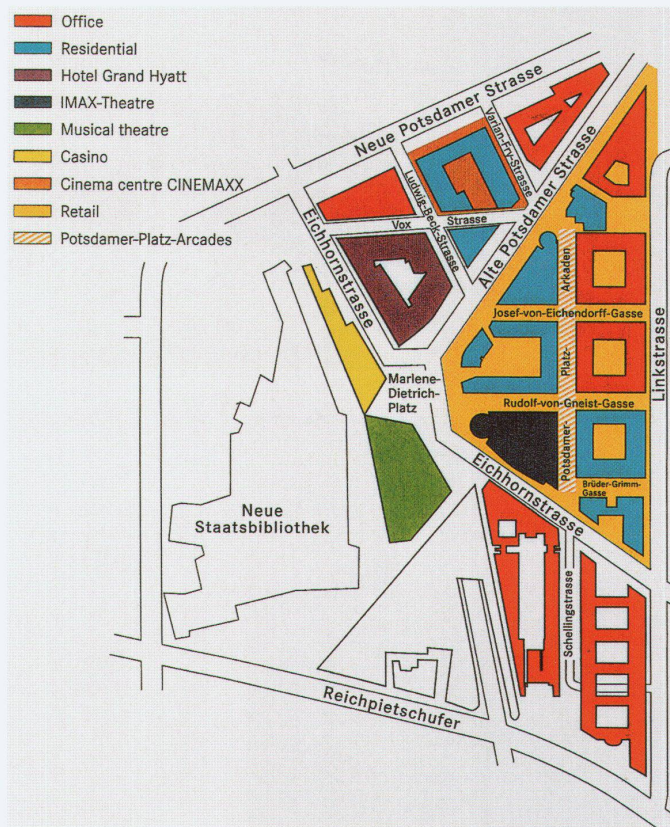 Office
Residential
Hotel Grand Hyatt
IMAX-Theatre
Musical theatre
Casino
Cinema centre CINEMAXX
Retail
Potsdamer-Platz-Arcades
Neue Potsdamer Strasse
Varian-Fry-Strasse
Ludwig-Beck-Strasse
Vox Strasse
Alte Potsdamer Strasse
Eichhornstrasse
Josef-von-Eichendorff-Gasse
Linkstrasse
Marlene-
Dietrich-
Platz
Rudolf-von-Gneist-Gasse
Potsdamer- Platz- Arkaden
Brüder-Grimm-
Gasse
Eichhornstrasse
Neue
Staatsbibliothek
Schellingstrasse
Reichpietschufer